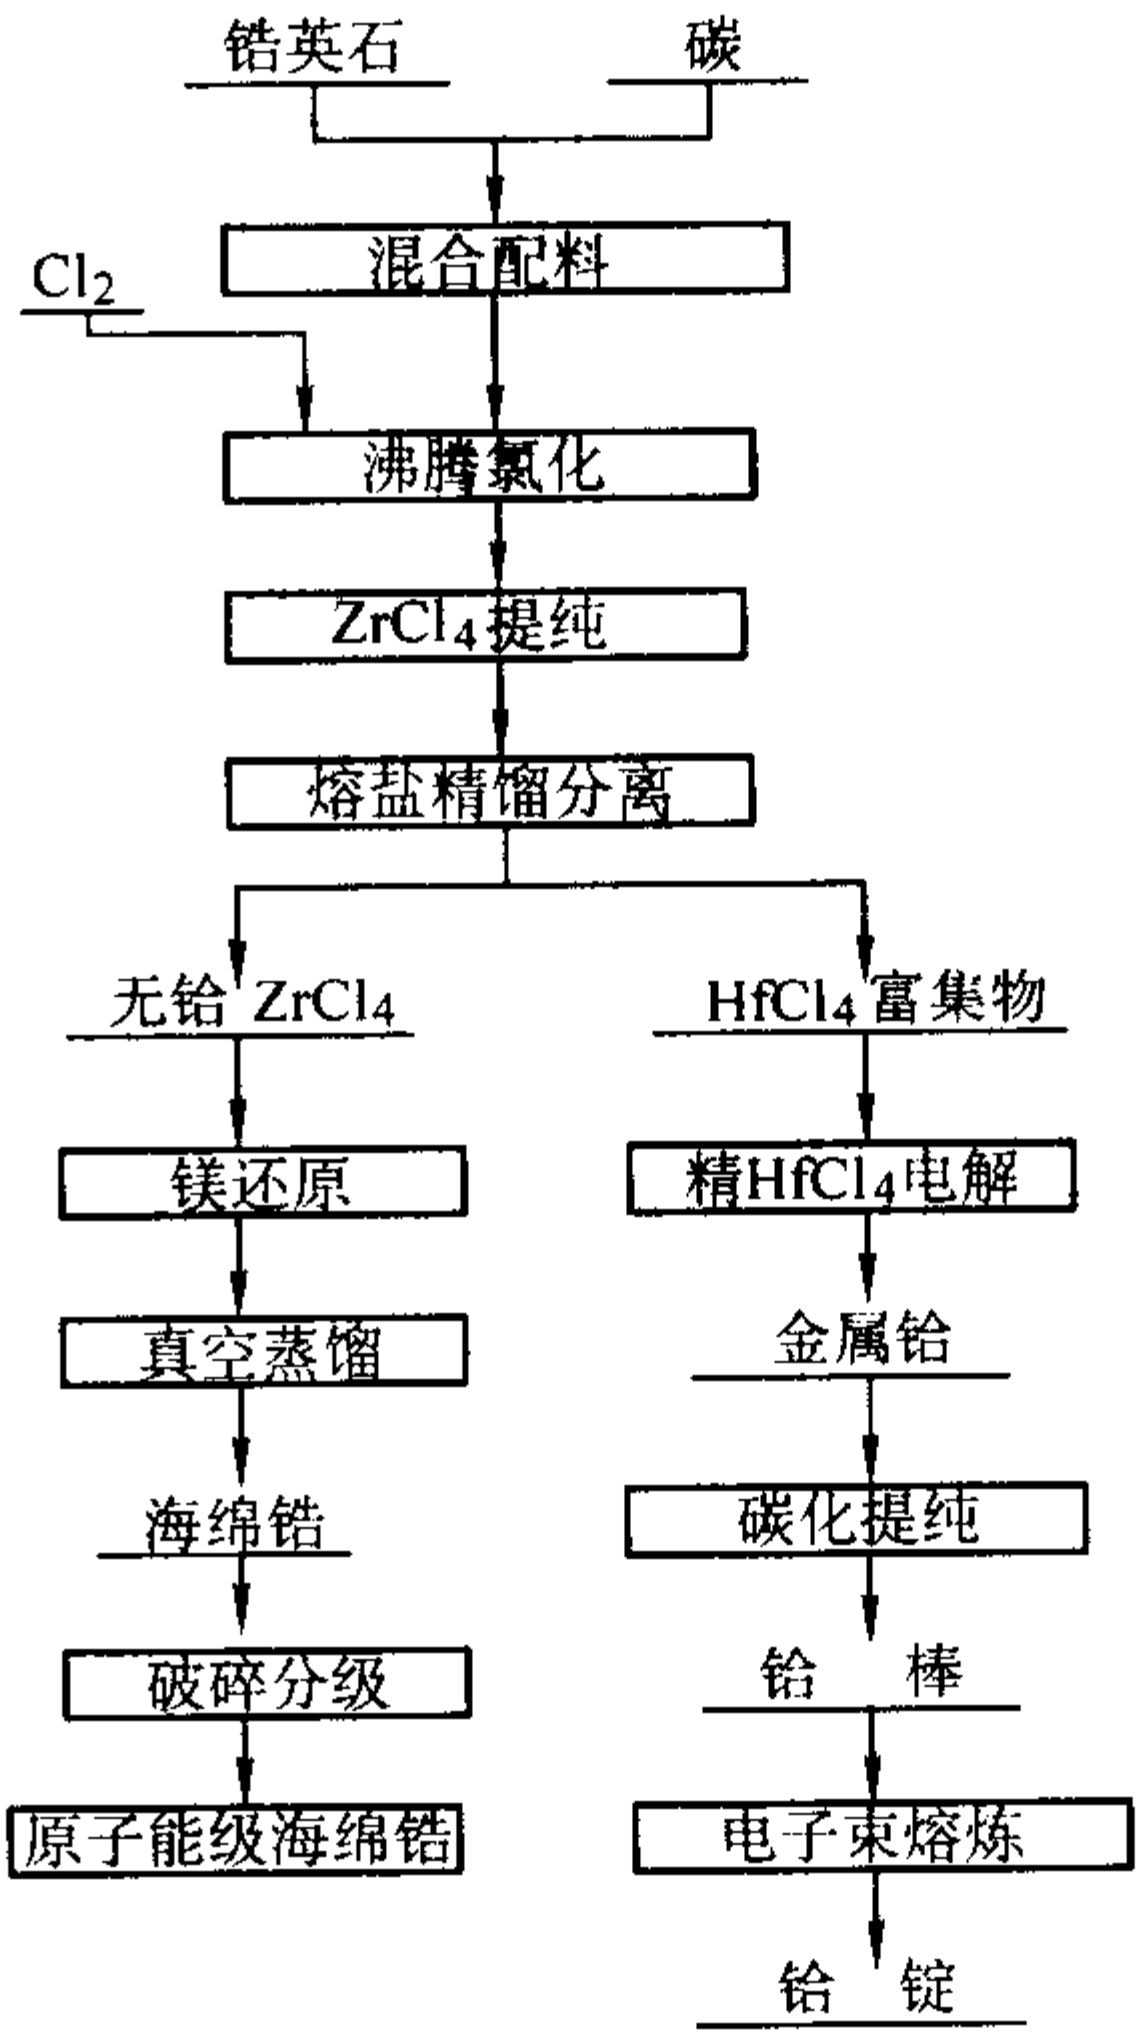 锆英石 碳
混合配料
Cl₂
沸腾氯化
ZrCl₄提纯
熔盐精馏分离
无铪 ZrCl₄ HfCl₄富集物
镁还原 精HfCl₄电解
真空蒸馏 金属铪
海绵锆 碳化提纯
破碎分级 铪 棒
原子能级海绵锆 电子束熔炼
铪 锭